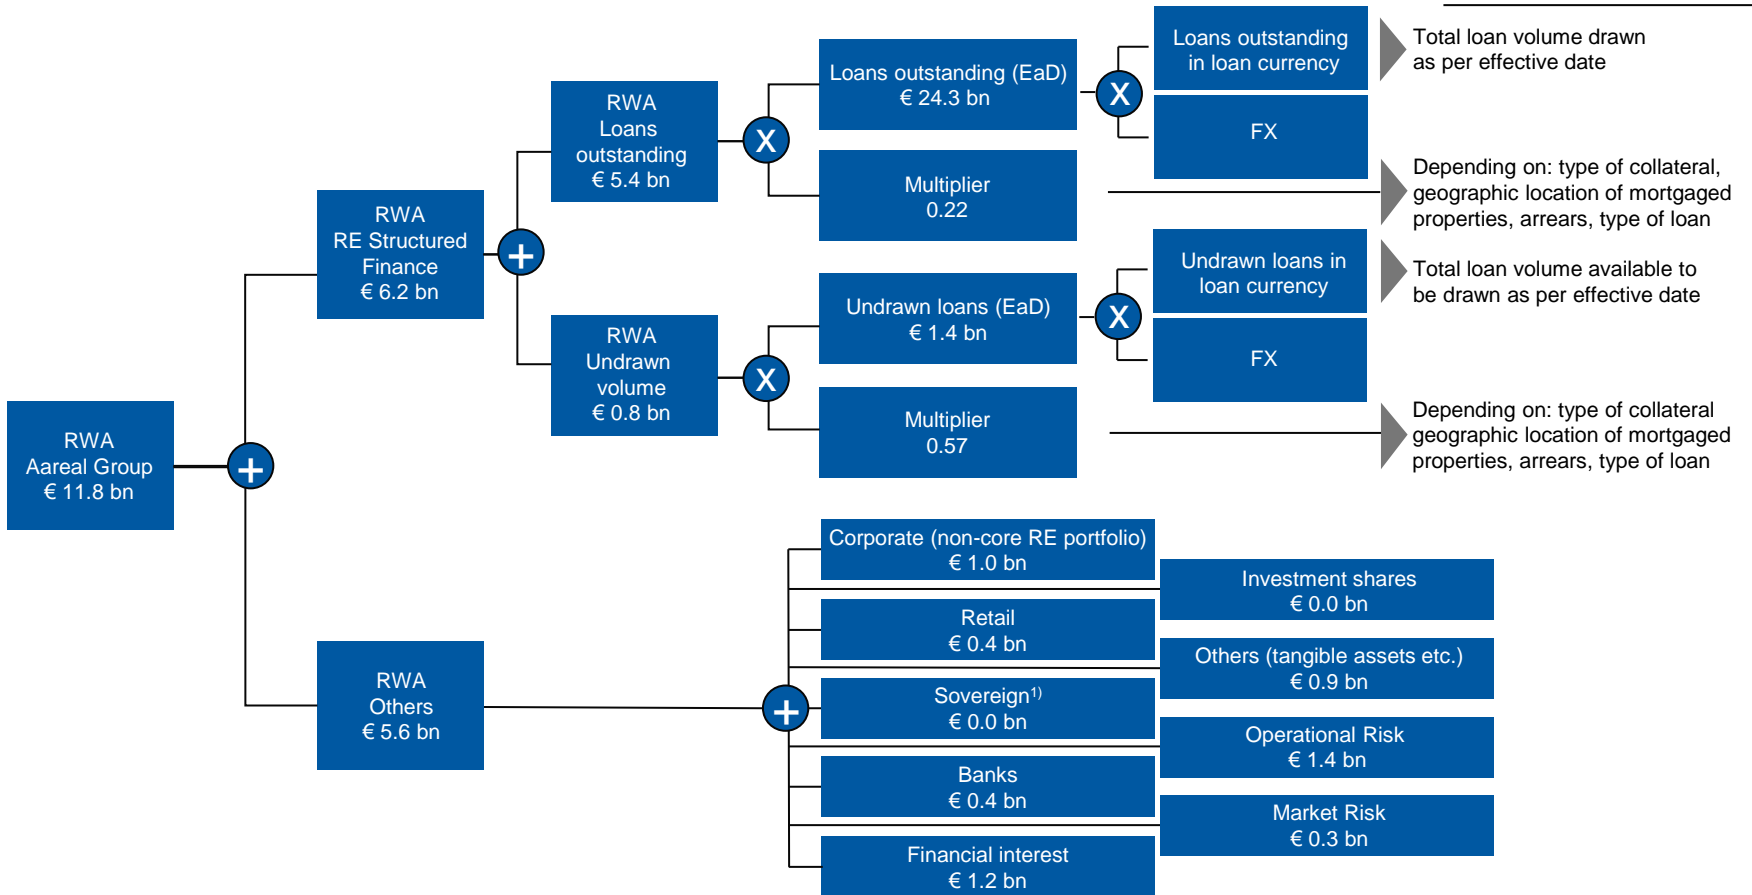 RWA
Aareal Group
€ 11.8 bn
+
RWA
RE Structured
Finance
€ 6.2 bn
+
RWA
Loans
outstanding
€ 5.4 bn
X
Loans outstanding (EaD)
€ 24.3 bn
X
Loans outstanding
in loan currency
FX
Total loan volume drawn
as per effective date
Multiplier
0.22
Depending on: type of collateral,
geographic location of mortgaged
properties, arrears, type of loan
RWA
Undrawn
volume
€ 0.8 bn
X
Undrawn loans (EaD)
€ 1.4 bn
X
Undrawn loans in
loan currency
FX
Total loan volume available to
be drawn as per effective date
Multiplier
0.57
Depending on: type of collateral
geographic location of mortgaged
properties, arrears, type of loan
RWA
Others
€ 5.6 bn
+
Corporate (non-core RE portfolio)
€ 1.0 bn
Investment shares
€ 0.0 bn
Retail
€ 0.4 bn
Others (tangible assets etc.)
€ 0.9 bn
Sovereign1)
€ 0.0 bn
Operational Risk
€ 1.4 bn
Banks
€ 0.4 bn
Market Risk
€ 0.3 bn
Financial interest
€ 1.2 bn